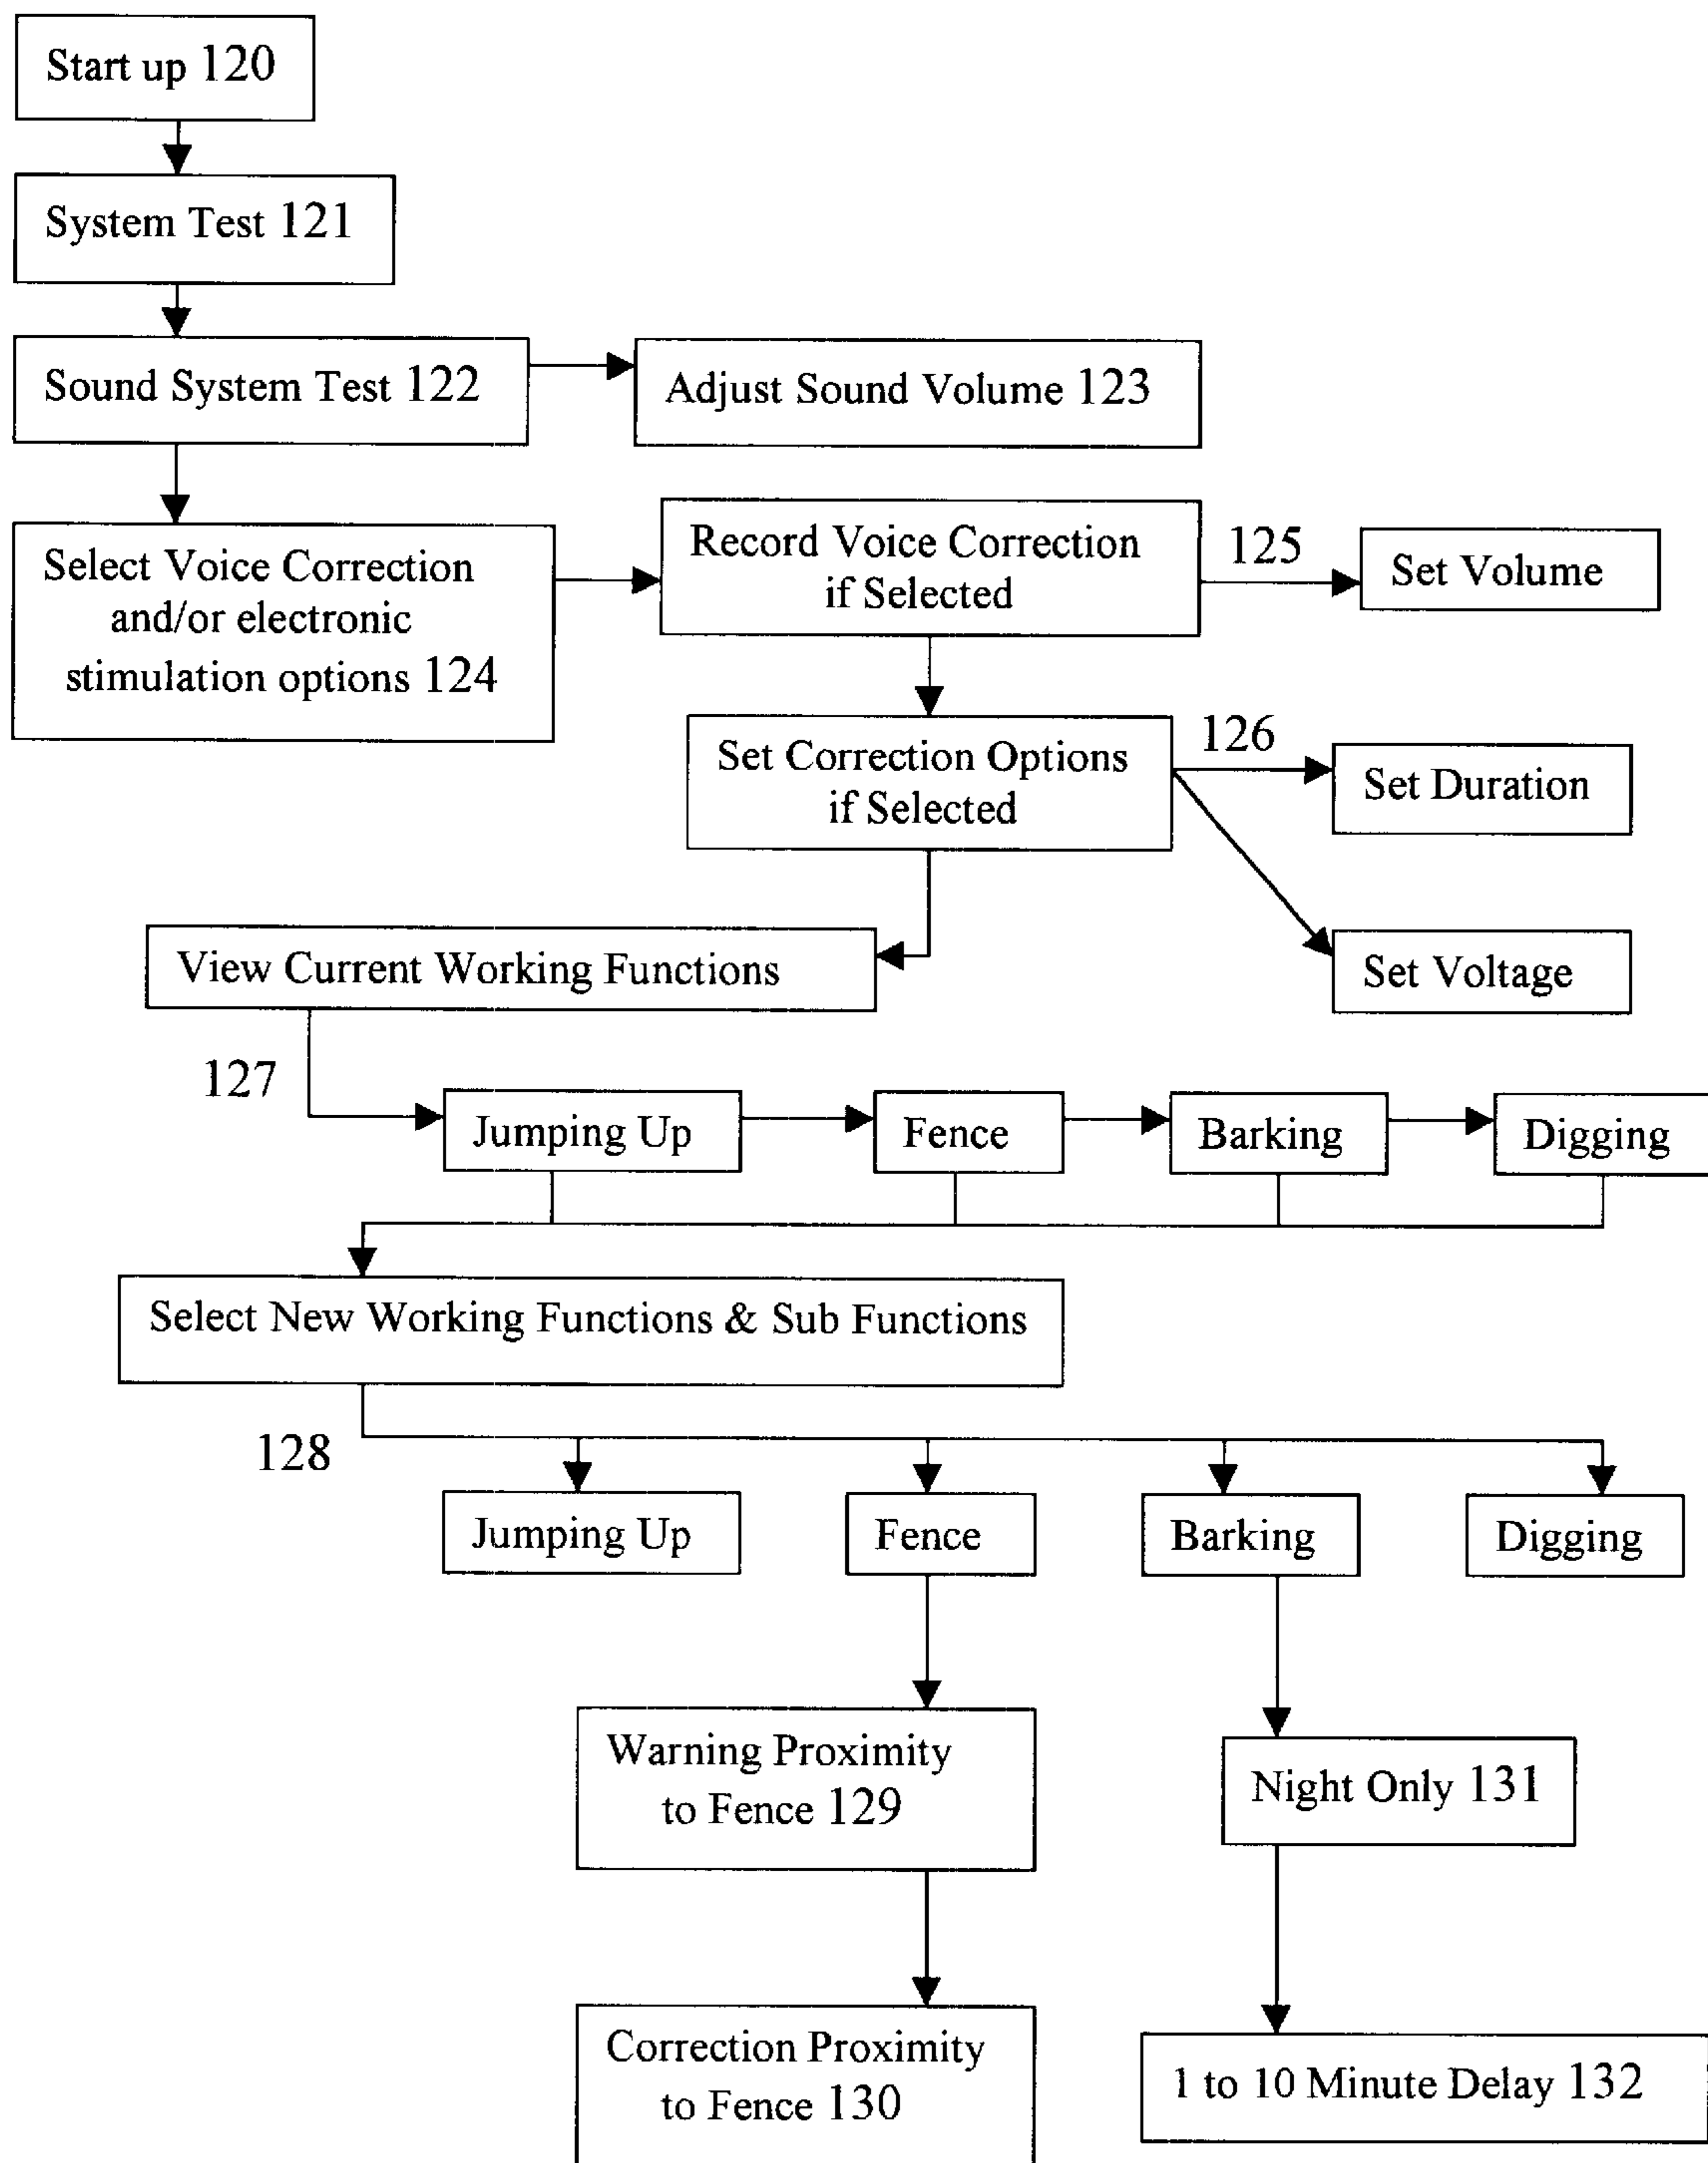 Start up 120
System Test 121
Sound System Test 122
Adjust Sound Volume 123
Select Voice Correction
and/or electronic
stimulation options 124
Record Voice Correction
if Selected
125
Set Volume
Set Correction Options
if Selected
126
Set Duration
Set Voltage
View Current Working Functions
127
Jumping Up
Fence
Barking
Digging
Select New Working Functions & Sub Functions
128
Jumping Up
Fence
Barking
Digging
Warning Proximity
to Fence 129
Night Only 131
Correction Proximity
to Fence 130
1 to 10 Minute Delay 132